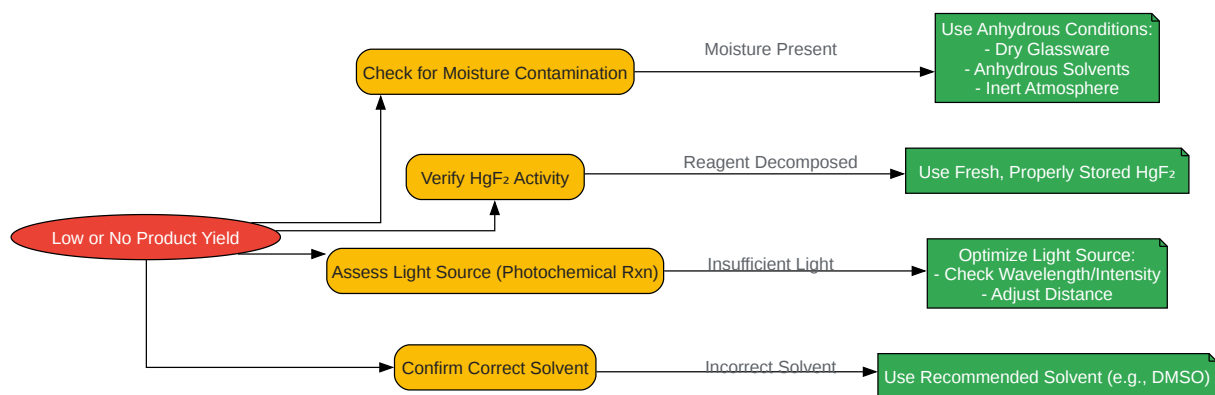 Use Anhydrous Conditions:
- Dry Glassware
- Anhydrous Solvents
- Inert Atmosphere
Moisture Present
Check for Moisture Contamination
Reagent Decomposed
Verify HgF₂ Activity
Use Fresh, Properly Stored HgF₂
Low or No Product Yield
Assess Light Source (Photochemical Rxn)
Insufficient Light
Optimize Light Source:
- Check Wavelength/Intensity
- Adjust Distance
Confirm Correct Solvent
Incorrect Solvent
Use Recommended Solvent (e.g., DMSO)